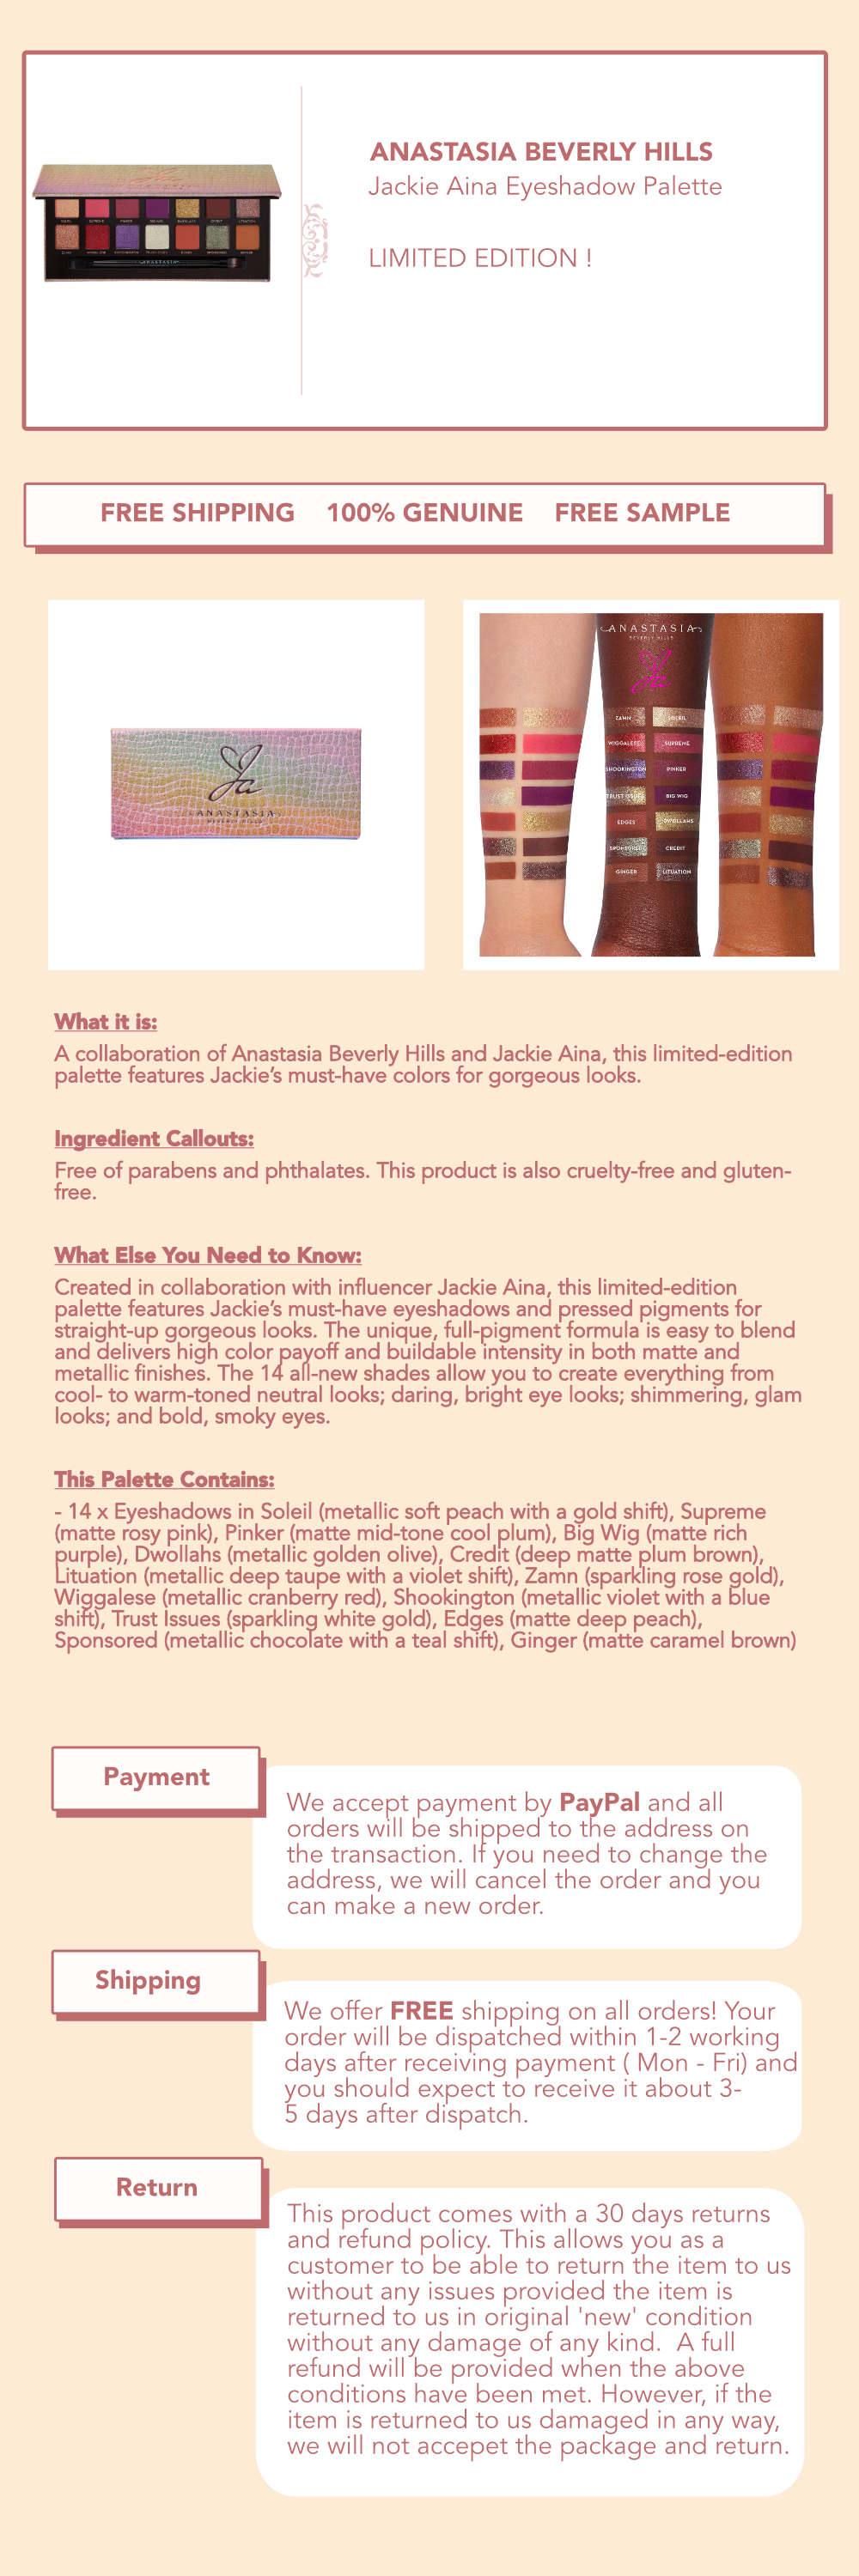 ANASTASIA BEVERLY HILLS
Jackie Aina Eyeshadow Palette
LIMITED EDITION !
ANASTASIA
FREE SHIPPING 100% GENUINE FREE SAMPLE
ANASTASIA
BEVERLY HILLS
ANASTASIA
BEVERLY HILLS
ZAMN SOLEIL
WIGGALESE SUPREME
SHOOKINGTON PINKER
TRUST ISSUES BIG WIG
EDGES DWOLLAHS
SPONSORED CREDIT
GINGER LITUATION
What it is:
A collaboration of Anastasia Beverly Hills and Jackie Aina, this limited-edition
palette features Jackie’s must-have colors for gorgeous looks.
Ingredient Callouts:
Free of parabens and phthalates. This product is also cruelty-free and gluten-
free.
What Else You Need to Know:
Created in collaboration with influencer Jackie Aina, this limited-edition
palette features Jackie’s must-have eyeshadows and pressed pigments for
straight-up gorgeous looks. The unique, full-pigment formula is easy to blend
and delivers high color payoff and buildable intensity in both matte and
metallic finishes. The 14 all-new shades allow you to create everything from
cool- to warm-toned neutral looks; daring, bright eye looks; shimmering, glam
looks; and bold, smoky eyes.
This Palette Contains:
- 14 x Eyeshadows in Soleil (metallic soft peach with a gold shift), Supreme
(matte rosy pink), Pinker (matte mid-tone cool plum), Big Wig (matte rich
purple), Dwollahs (metallic golden olive), Credit (deep matte plum brown),
Lituation (metallic deep taupe with a violet shift), Zamn (sparkling rose gold),
Wiggalese (metallic cranberry red), Shookington (metallic violet with a blue
shift), Trust Issues (sparkling white gold), Edges (matte deep peach),
Sponsored (metallic chocolate with a teal shift), Ginger (matte caramel brown)
Payment
We accept payment by PayPal and all
orders will be shipped to the address on
the transaction. If you need to change the
address, we will cancel the order and you
can make a new order.
Shipping
We offer FREE shipping on all orders! Your
order will be dispatched within 1-2 working
days after receiving payment ( Mon - Fri) and
you should expect to receive it about 3-
5 days after dispatch.
Return
This product comes with a 30 days returns
and refund policy. This allows you as a
customer to be able to return the item to us
without any issues provided the item is
returned to us in original 'new' condition
without any damage of any kind.  A full
refund will be provided when the above
conditions have been met. However, if the
item is returned to us damaged in any way,
we will not accepet the package and return.